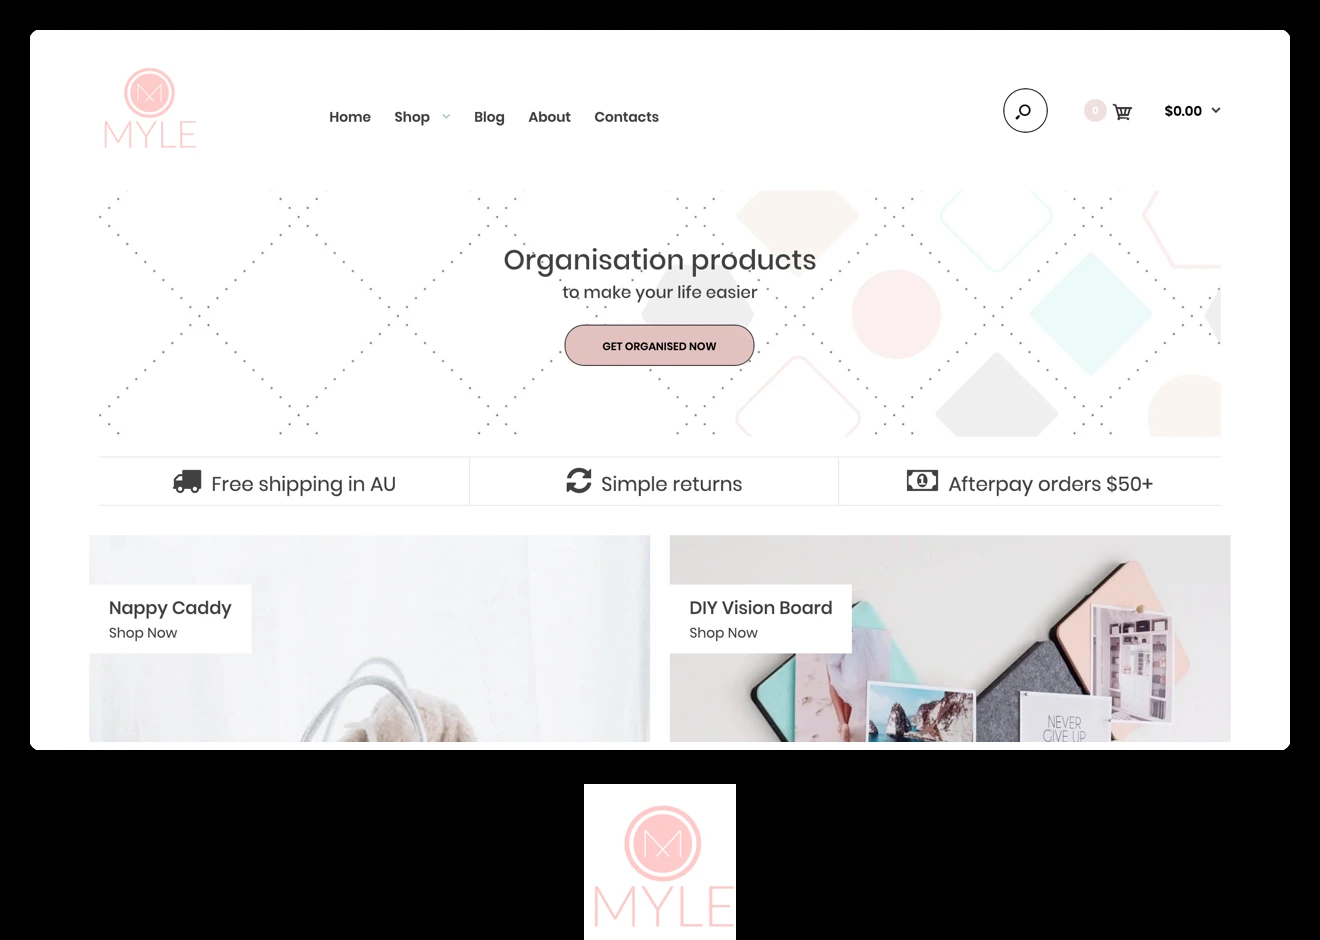 MYLE
Home Shop Blog About Contacts
0 $0.00
Organisation products
to make your life easier
GET ORGANISED NOW
Free shipping in AU
Simple returns
1 Afterpay orders $50+
Nappy Caddy
Shop Now
DIY Vision Board
Shop Now
NEVER
GIVE UP
M
MYLE